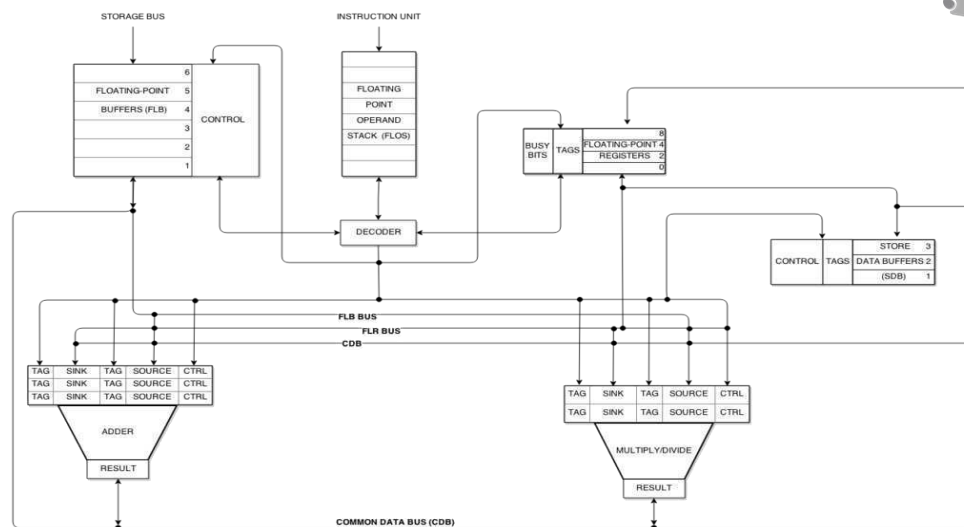 STORAGE BUS
INSTRUCTION UNIT
6
FLOATING-POINT 5
BUFFERS (FLB) 4
3
2
1
CONTROL
FLOATING
POINT
OPERAND
STACK (FLOS)
DECODER
BUSY
BITS
TAGS
8
FLOATING-POINT 4
REGISTERS 2
0
CONTROL
TAGS
STORE 3
DATA BUFFERS 2
(SDB) 1
FLB BUS
FLR BUS
CDB
TAG SINK TAG SOURCE CTRL
TAG SINK TAG SOURCE CTRL
TAG SINK TAG SOURCE CTRL
ADDER
RESULT
TAG SINK TAG SOURCE CTRL
TAG SINK TAG SOURCE CTRL
MULTIPLY/DIVIDE
RESULT
COMMON DATA BUS (CDB)